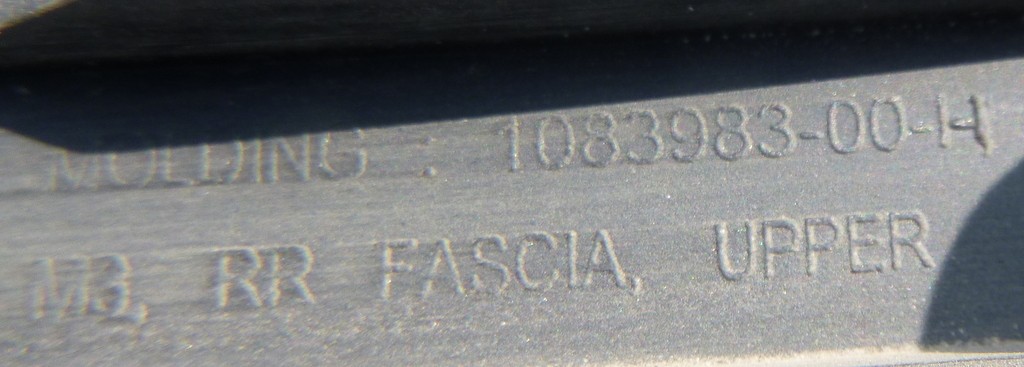 MOLDING : 1083983-00-H
M3, RR FASCIA, UPPER